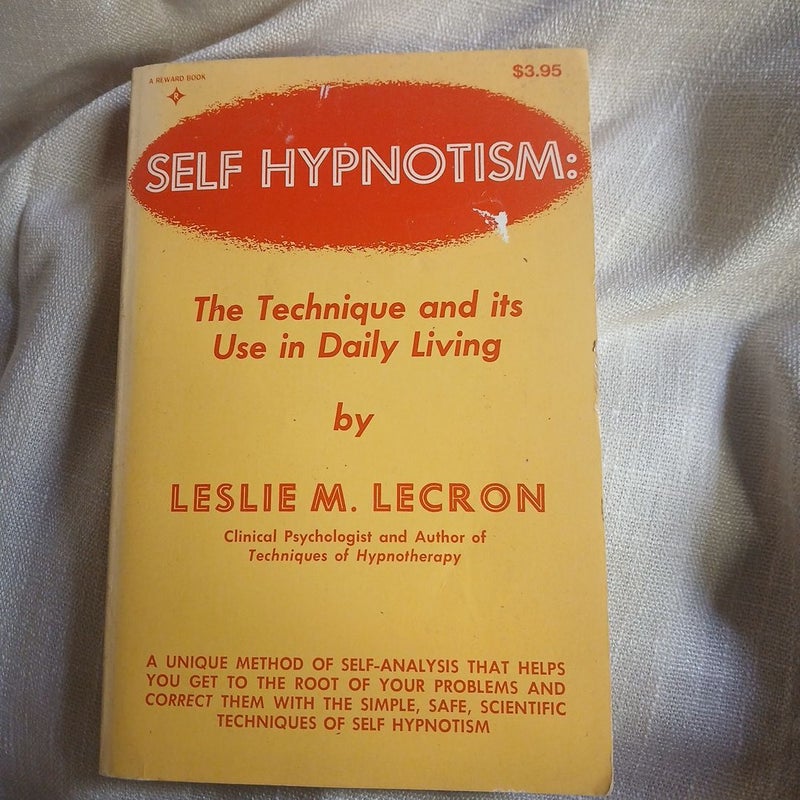 A REWARD BOOK
R
$3.95
SELF HYPNOTISM:
The Technique and its
Use in Daily Living
by
LESLIE M. LECRON
Clinical Psychologist and Author of
Techniques of Hypnotherapy
A UNIQUE METHOD OF SELF-ANALYSIS THAT HELPS
YOU GET TO THE ROOT OF YOUR PROBLEMS AND
CORRECT THEM WITH THE SIMPLE, SAFE, SCIENTIFIC
TECHNIQUES OF SELF HYPNOTISM